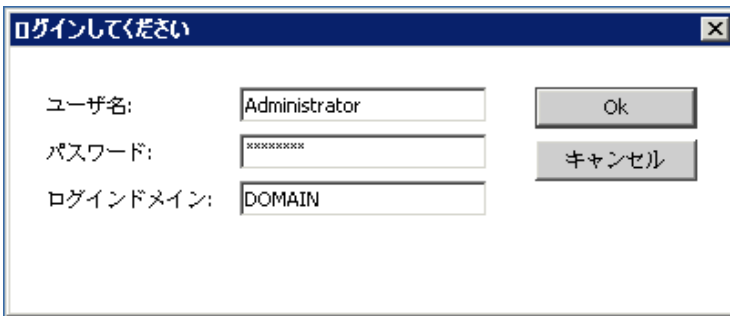 ログインしてください
ユーザ名: Administrator Ok
パスワード: ******** キャンセル
ログインドメイン: DOMAIN